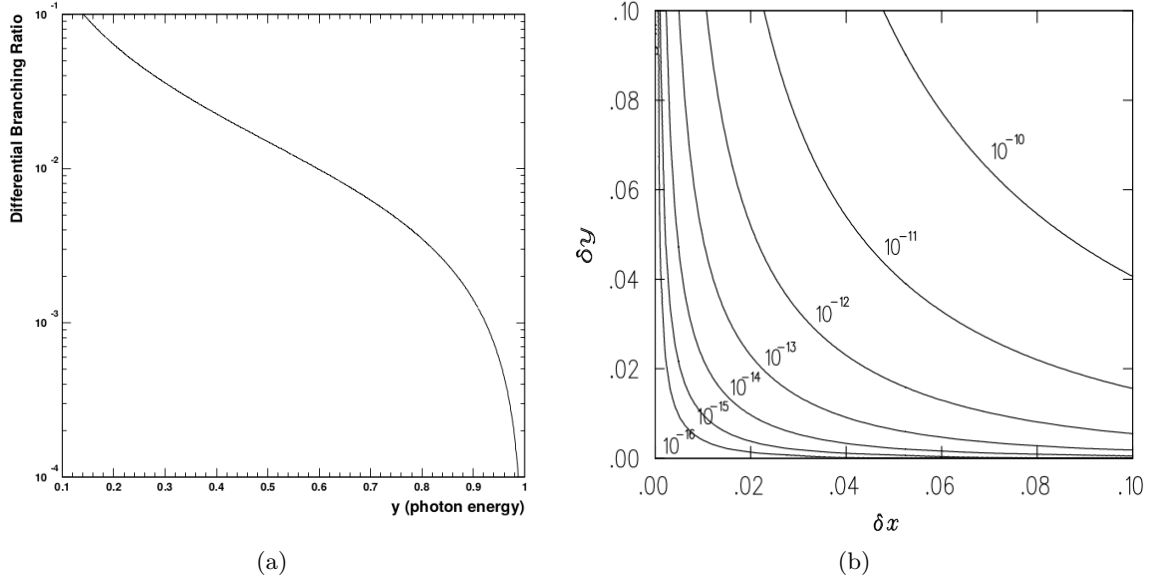 Differential Branching Ratio
10⁻¹
10⁻²
10⁻³
10⁻⁴
0.1 0.2 0.3 0.4 0.5 0.6 0.7 0.8 0.9 1
y (photon energy)
(a)
δy
.10
.08
.06
.04
.02
.00
10⁻¹⁰
10⁻¹¹
10⁻¹²
10⁻¹³
10⁻¹⁴
10⁻¹⁵
10⁻¹⁶
.00 .02 .04 .06 .08 .10
δx
(b)